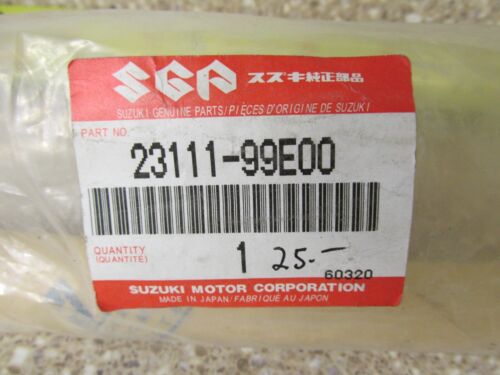 SGP スズキ純正部品
SUZUKI GENUINE PARTS/PIÈCES D'ORIGINE DE SUZUKI
PART NO.
23111-99E00
QUANTITY
(QUANTITÉ)
1 25.-
60320
SUZUKI MOTOR CORPORATION
MADE IN JAPAN/FABRIQUÉ AU JAPON